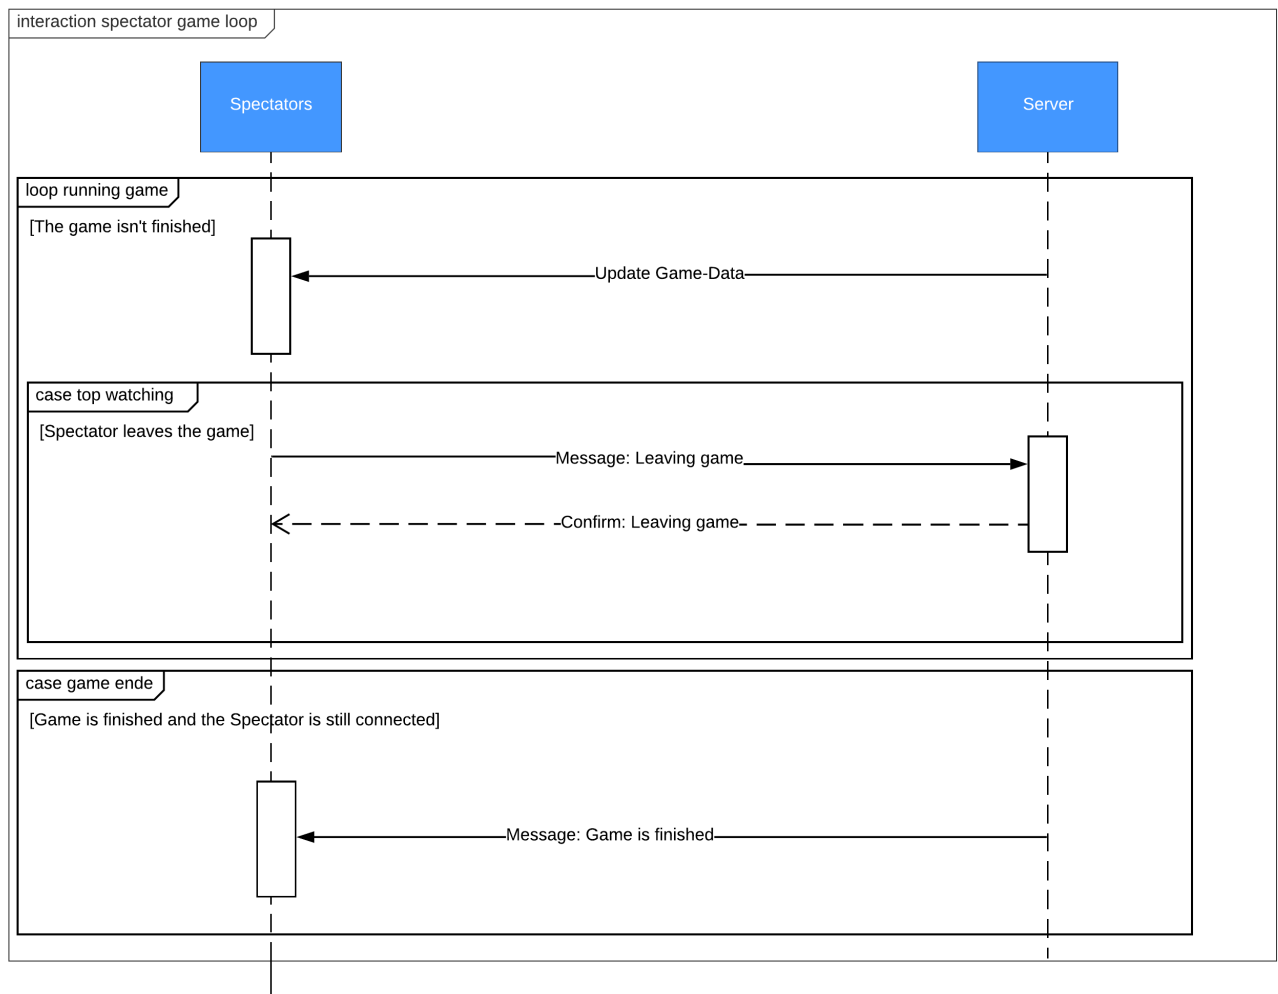 interaction spectator game loop
Spectators
Server
loop running game
[The game isn't finished]
Update Game-Data
case top watching
[Spectator leaves the game]
Message: Leaving game
Confirm: Leaving game
case game ende
[Game is finished and the Spectator is still connected]
Message: Game is finished